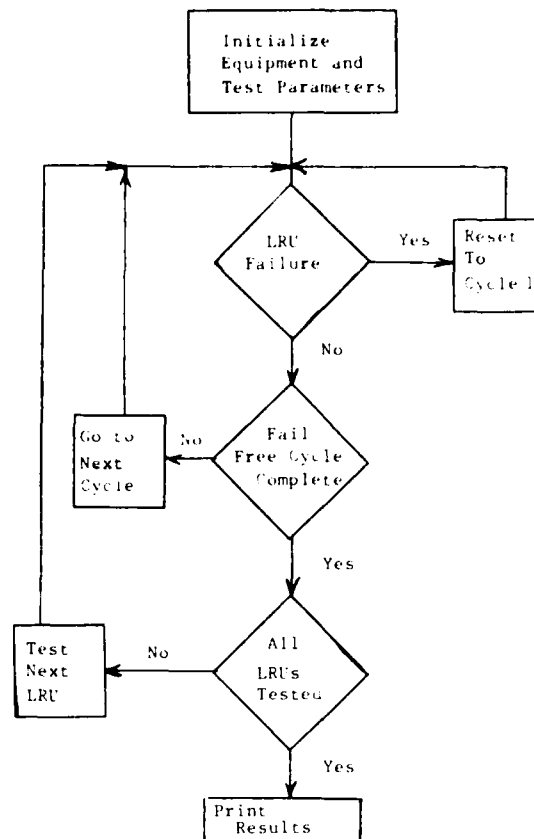 Initialize
Equipment and
Test Parameters
LRU
Failure
Yes
Reset
To
Cycle 1
No
Fail
Free Cycle
Complete
No
Go to
Next
Cycle
Yes
All
LRUs
Tested
No
Test
Next
LRU
Yes
Print
Results